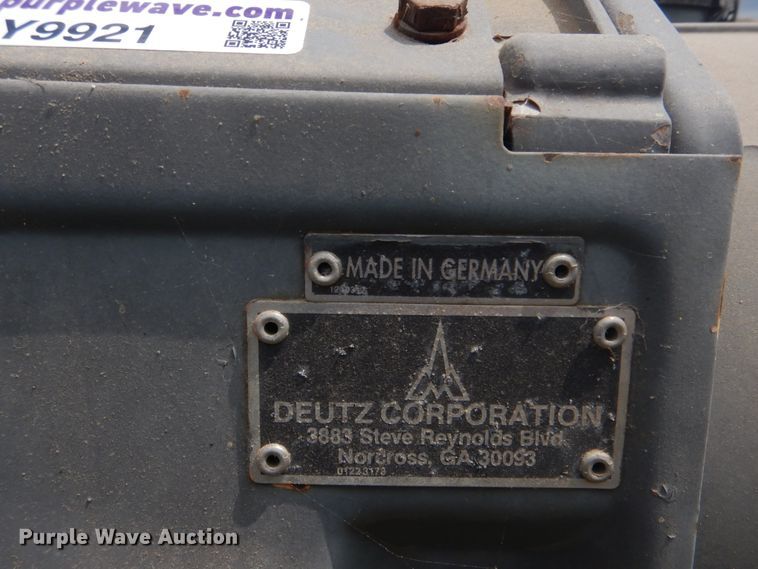 purplewave.com
Y9921
MADE IN GERMANY
DEUTZ CORPORATION
3883 Steve Reynolds Blvd.
Norcross, GA 30093
01223173
Purple Wave Auction